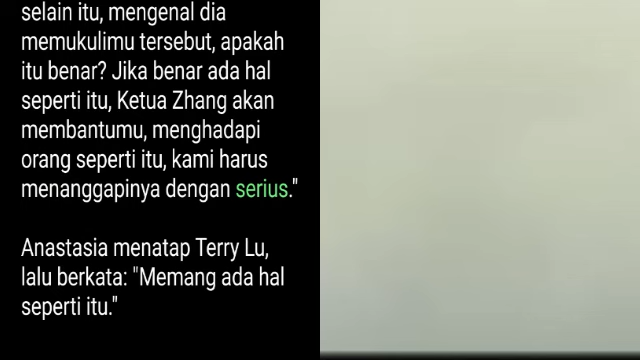 selain itu, mengenal dia
memukulimu tersebut, apakah
itu benar? Jika benar ada hal
seperti itu, Ketua Zhang akan
membantumu, menghadapi
orang seperti itu, kami harus
menanggapinya dengan serius."
Anastasia menatap Terry Lu,
lalu berkata: "Memang ada hal
seperti itu."